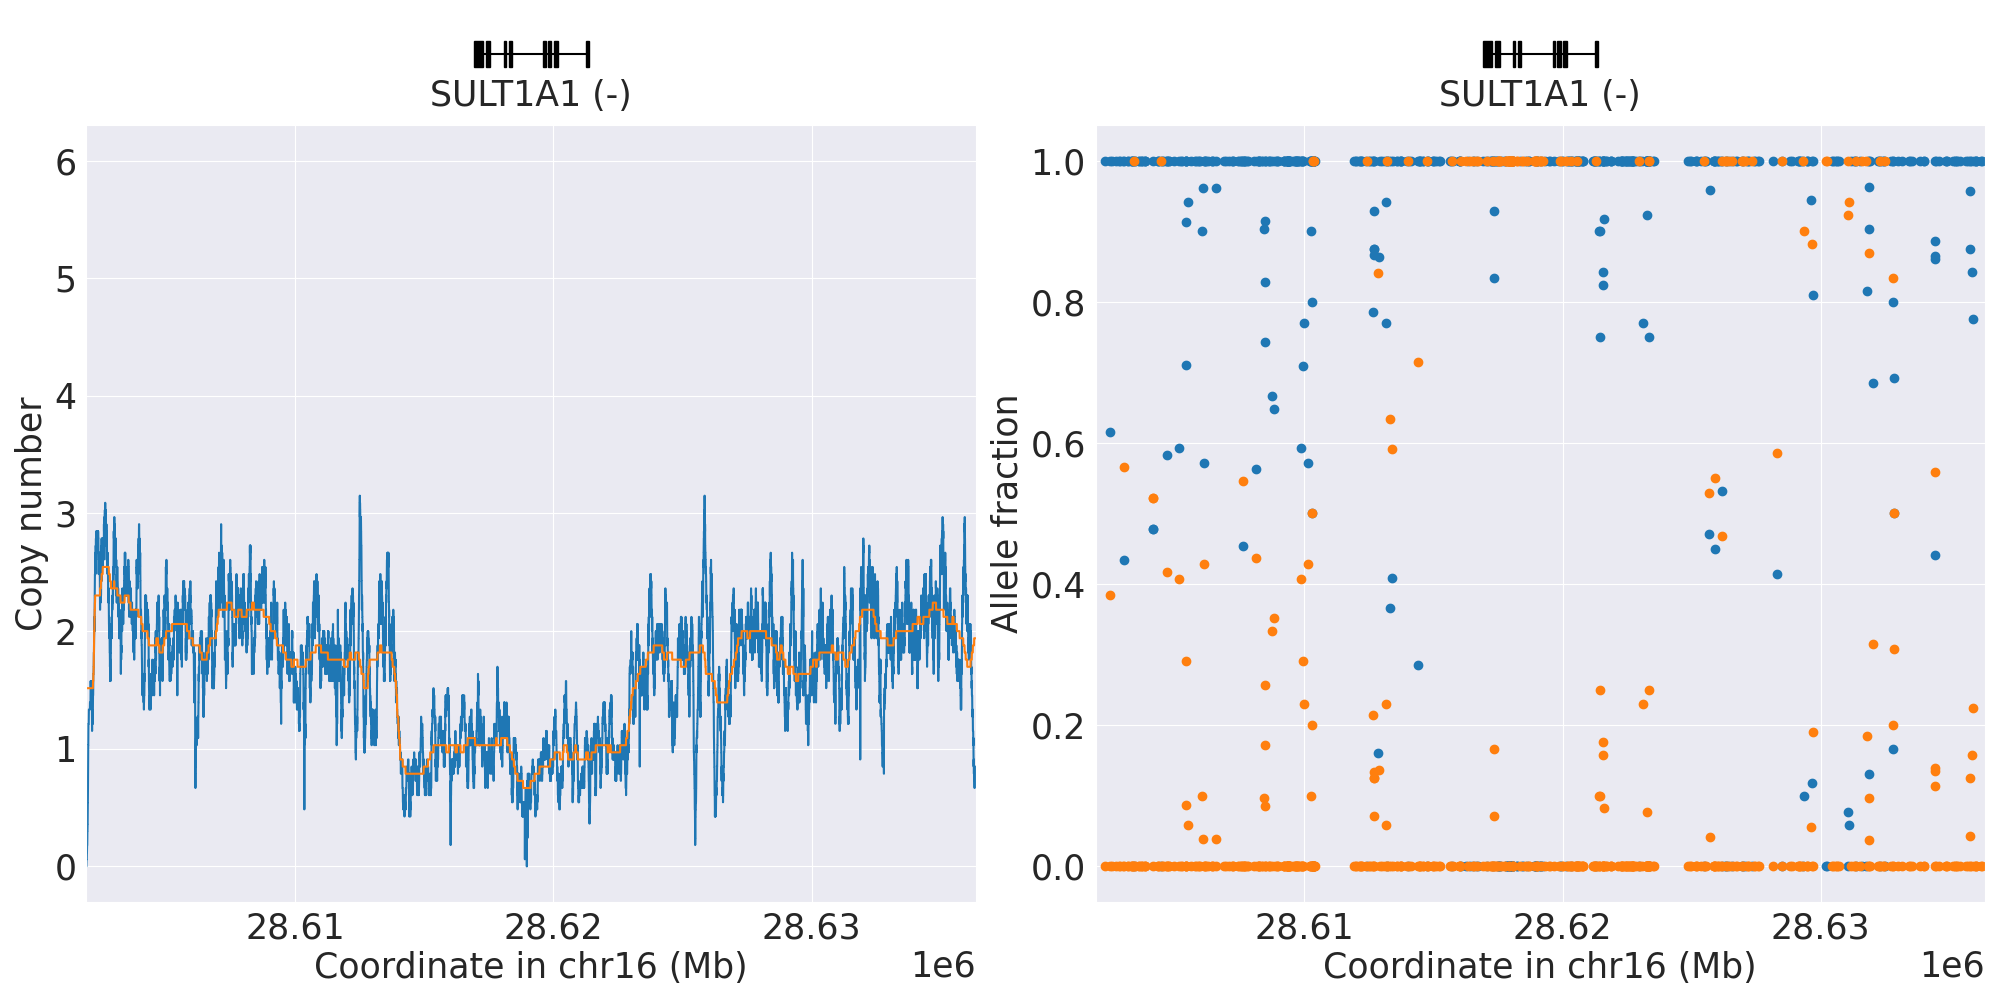 SULT1A1 (-)
SULT1A1 (-)
Copy number
6
5
4
3
2
1
0
28.61
28.62
28.63
Coordinate in chr16 (Mb)
1e6
Allele fraction
1.0
0.8
0.6
0.4
0.2
0.0
28.61
28.62
28.63
Coordinate in chr16 (Mb)
1e6